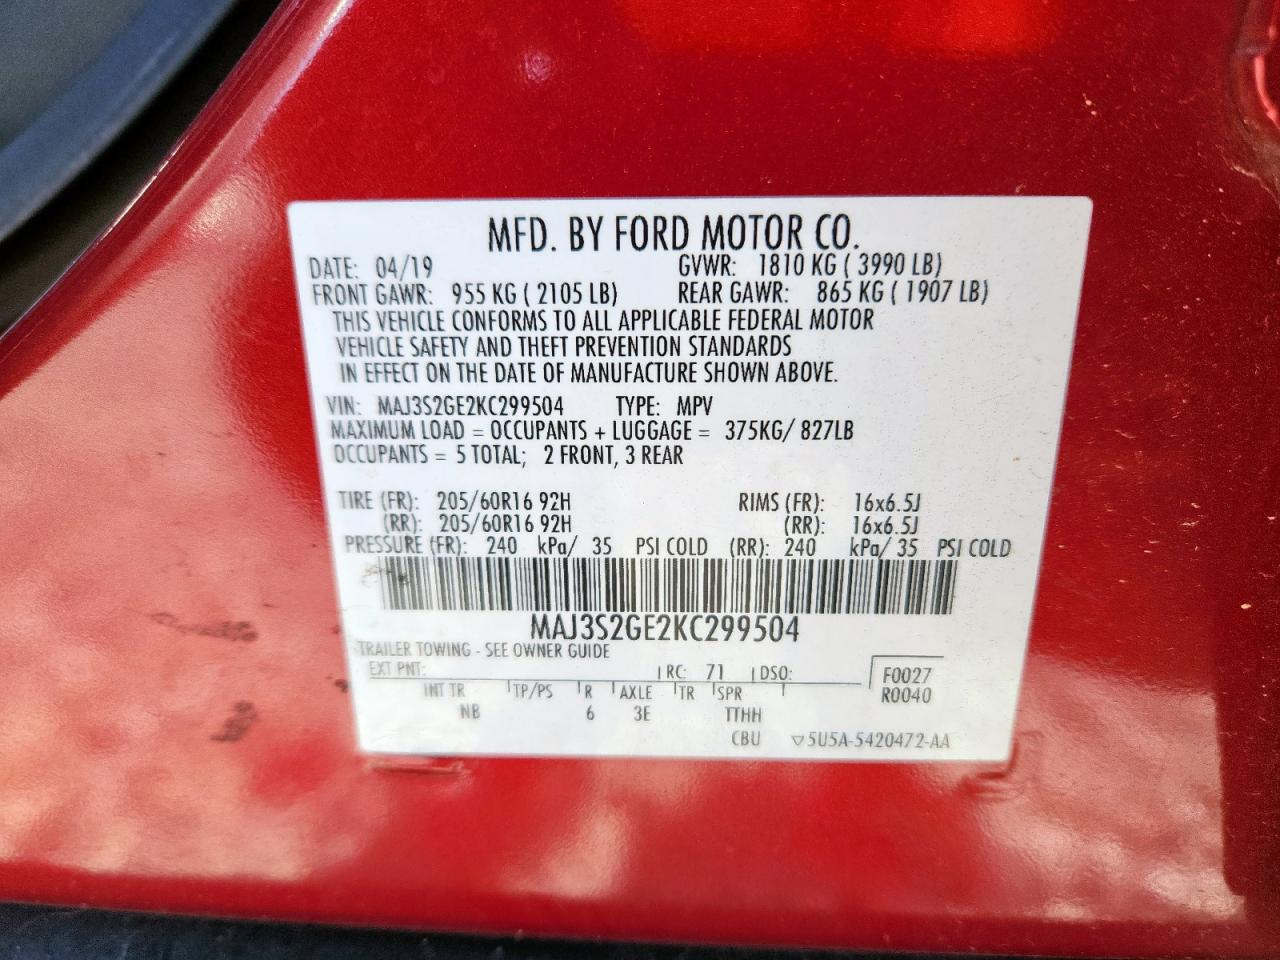 MFD. BY FORD MOTOR CO.
DATE: 04/19 GVWR: 1810 KG ( 3990 LB)
FRONT GAWR: 955 KG ( 2105 LB) REAR GAWR: 865 KG ( 1907 LB)
THIS VEHICLE CONFORMS TO ALL APPLICABLE FEDERAL MOTOR
VEHICLE SAFETY AND THEFT PREVENTION STANDARDS
IN EFFECT ON THE DATE OF MANUFACTURE SHOWN ABOVE.
VIN: MAJ3S2GE2KC299504 TYPE: MPV
MAXIMUM LOAD = OCCUPANTS + LUGGAGE = 375KG/ 827LB
OCCUPANTS = 5 TOTAL; 2 FRONT, 3 REAR
TIRE (FR): 205/60R16 92H RIMS (FR): 16x6.5J
(RR): 205/60R16 92H (RR): 16x6.5J
PRESSURE (FR): 240 kPa/ 35 PSI COLD (RR): 240 kPa/ 35 PSI COLD
MAJ3S2GE2KC299504
TRAILER TOWING - SEE OWNER GUIDE
EXT PNT: RC: 71 DSO: F0027
INT TR TP/PS R AXLE TR SPR R0040
NB 6 3E TTHH
CBU ▽5U5A-5420472-AA